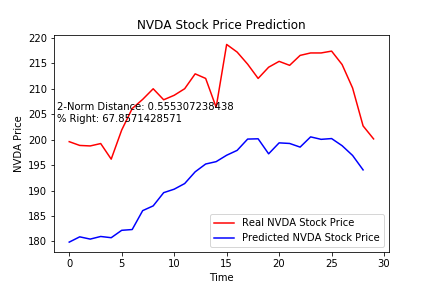 NVDA Stock Price Prediction
NVDA Price
220
215
210
205
200
195
190
185
180
2-Norm Distance: 0.555307238438
% Right: 67.8571428571
Real NVDA Stock Price
Predicted NVDA Stock Price
0
5
10
15
20
25
30
Time